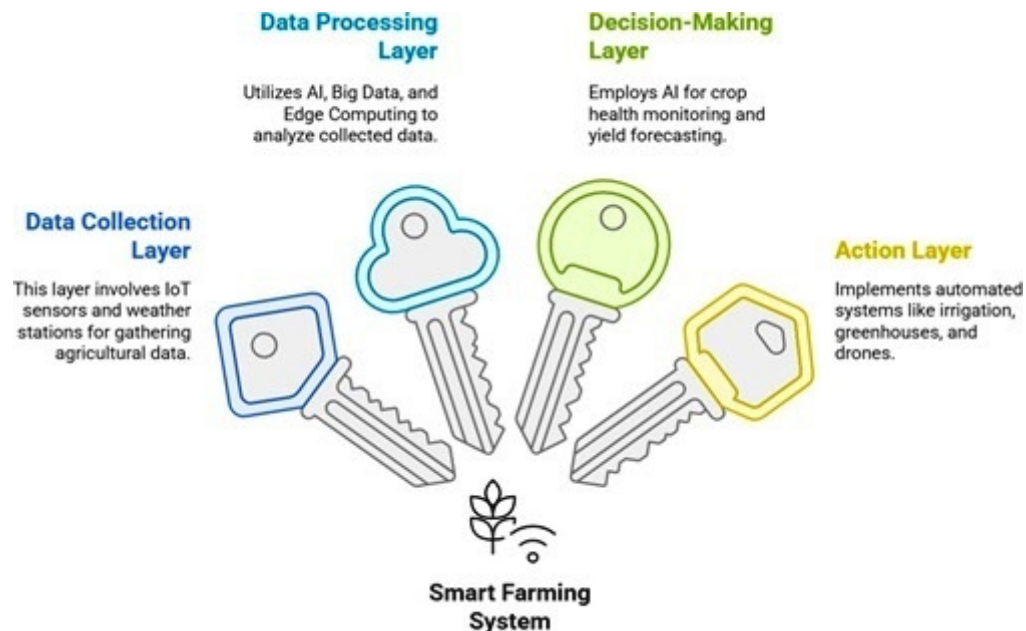 Data Processing
Layer
Utilizes AI, Big Data, and
Edge Computing to
analyze collected data.
Decision-Making
Layer
Employs AI for crop
health monitoring and
yield forecasting.
Data Collection
Layer
This layer involves IoT
sensors and weather
stations for gathering
agricultural data.
Action Layer
Implements automated
systems like irrigation,
greenhouses, and
drones.
Smart Farming
System